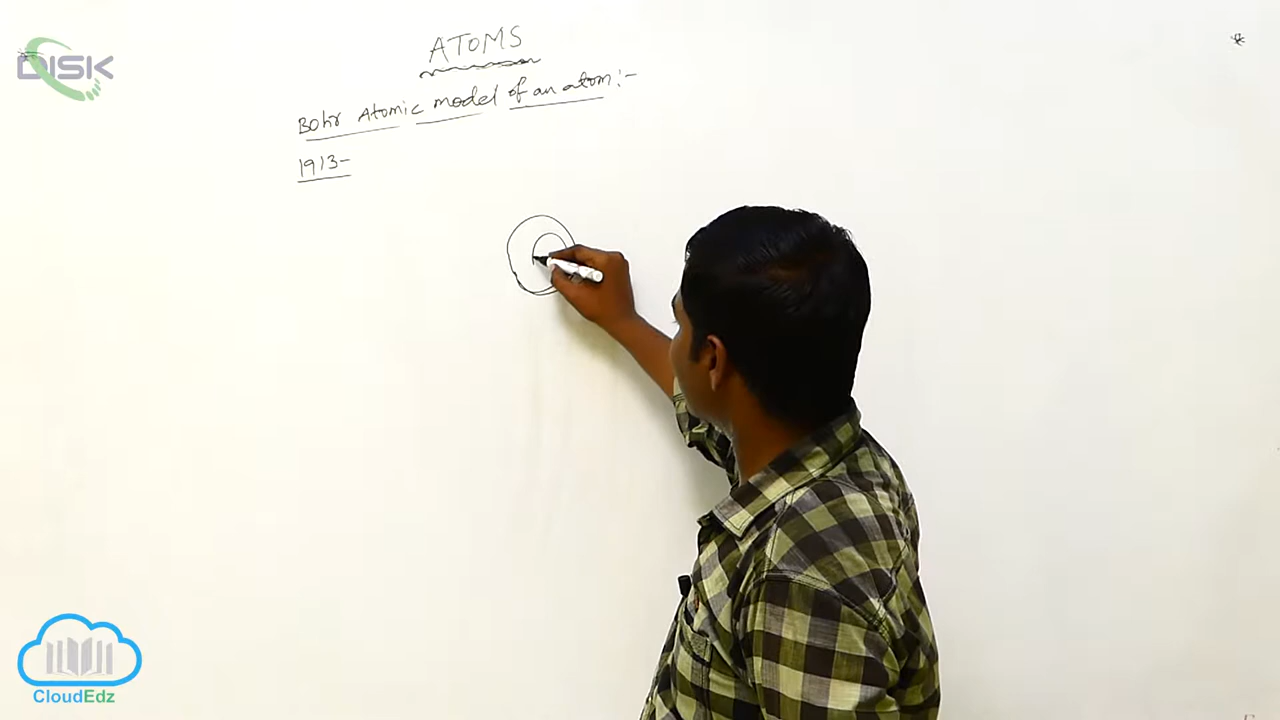 DISK
ATOMS
Bohr Atomic model of an atom:-
1913-
CloudEdz